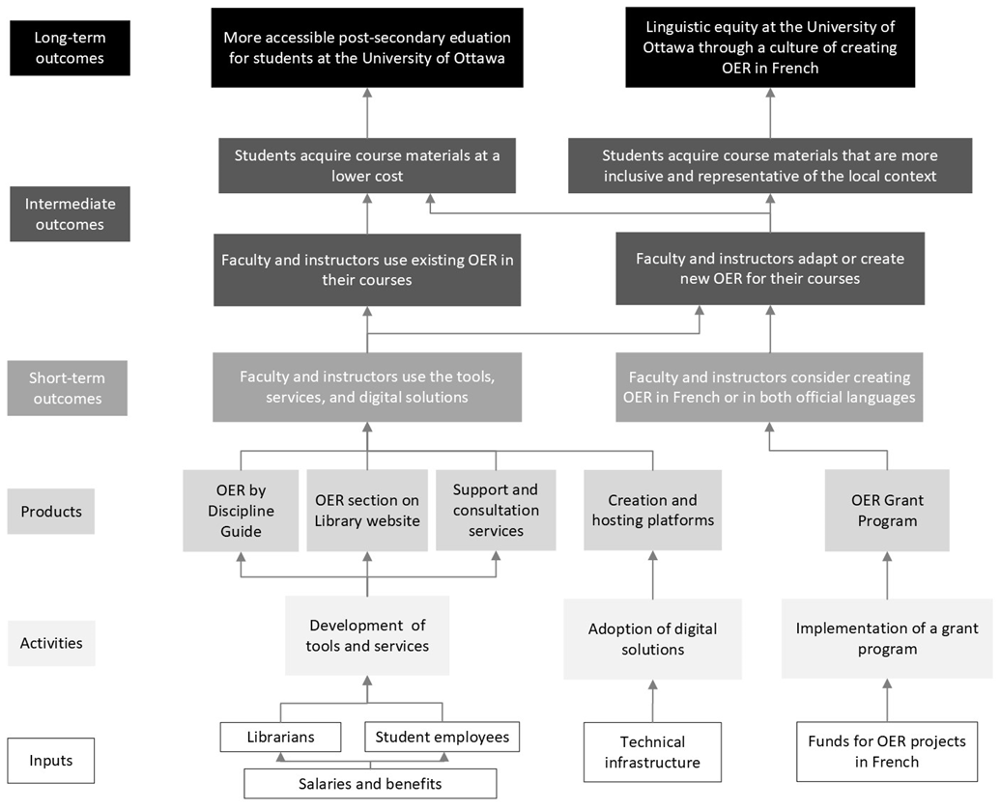 Long-term
outcomes
More accessible post-secondary eduation
for students at the University of Ottawa
Linguistic equity at the University of
Ottawa through a culture of creating
OER in French
Intermediate
outcomes
Students acquire course materials at a
lower cost
Students acquire course materials that are more
inclusive and representative of the local context
Faculty and instructors use existing OER in
their courses
Faculty and instructors adapt or create
new OER for their courses
Short-term
outcomes
Faculty and instructors use the tools,
services, and digital solutions
Faculty and instructors consider creating
OER in French or in both official languages
Products
OER by
Discipline
Guide
OER section on
Library website
Support and
consultation
services
Creation and
hosting platforms
OER Grant
Program
Activities
Development of
tools and services
Adoption of digital
solutions
Implementation of a grant
program
Inputs
Librarians
Student employees
Salaries and benefits
Technical
infrastructure
Funds for OER projects
in French